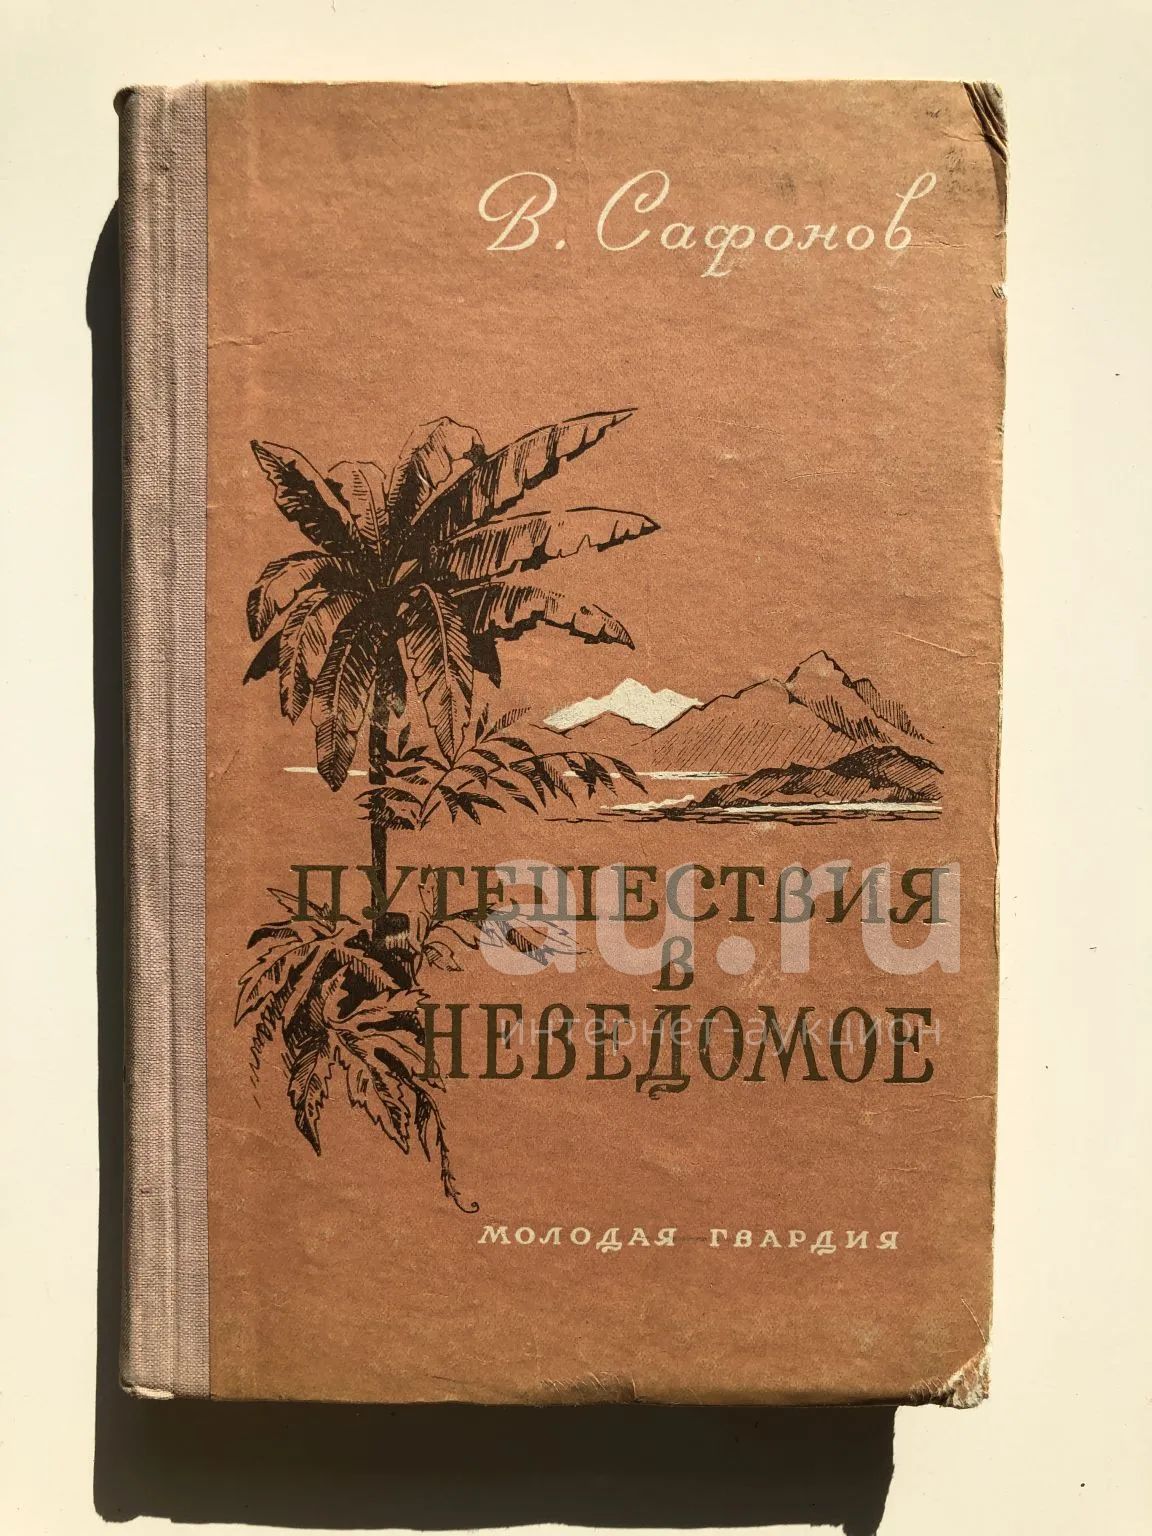 В. Сафонов
ПУТЕШЕСТВИЯ
au.ru
В
НЕВЕДОМОЕ
интернет-аукцион
МОЛОДАЯ ГВАРДИЯ